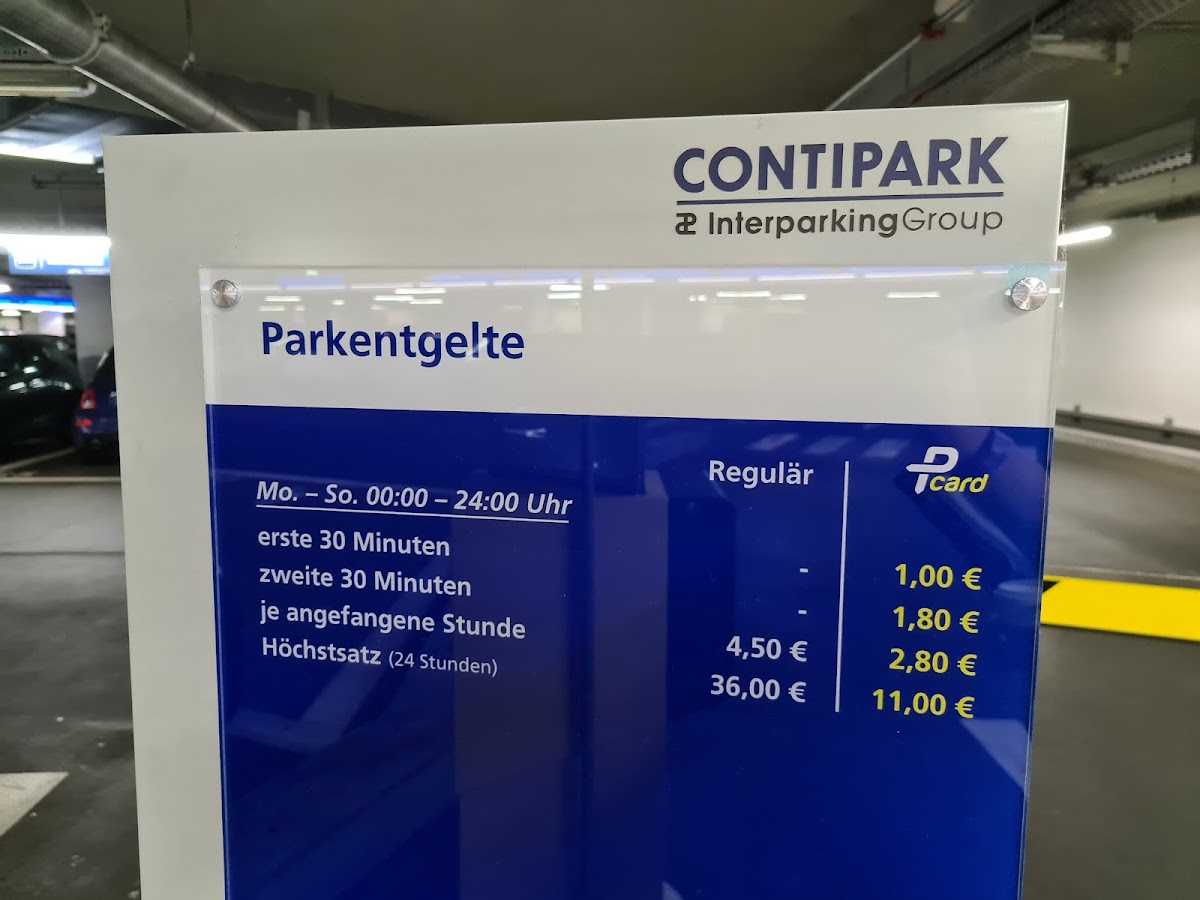 CONTIPARK
InterparkingGroup
Parkentgelte
Regulär Pcard
Mo. – So. 00:00 – 24:00 Uhr
erste 30 Minuten - 1,00 €
zweite 30 Minuten - 1,80 €
je angefangene Stunde 4,50 € 2,80 €
Höchstsatz (24 Stunden) 36,00 € 11,00 €